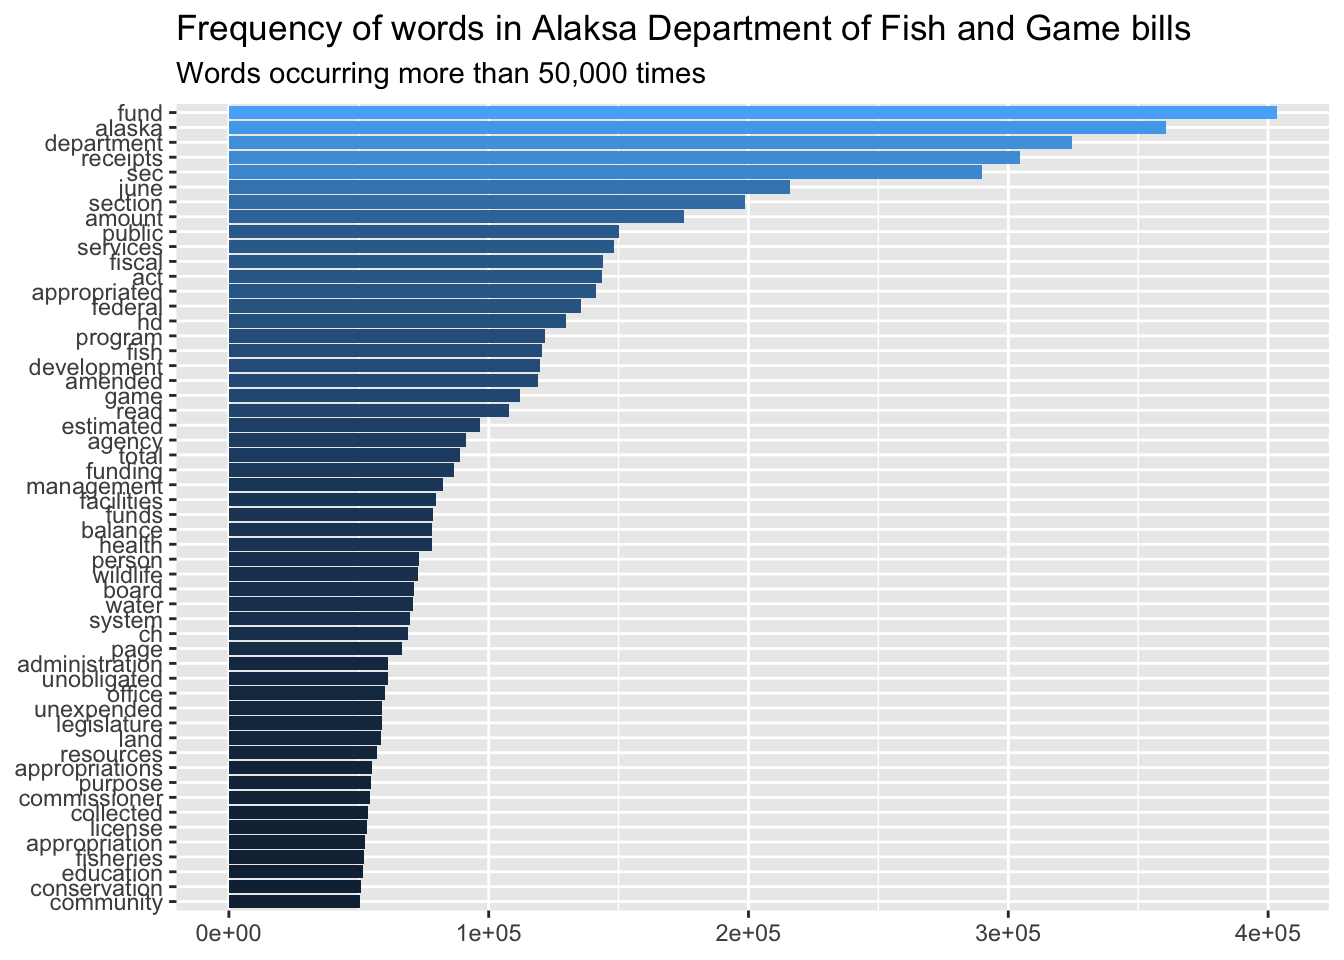 Frequency of words in Alaksa Department of Fish and Game bills
Words occurring more than 50,000 times
fund
alaska
department
receipts
sec
june
section
amount
public
services
fiscal
act
appropriated
federal
hd
program
fish
development
amended
game
read
estimated
agency
total
funding
management
facilities
funds
balance
health
person
wildlife
board
water
system
ch
page
administration
unobligated
office
unexpended
legislature
land
resources
appropriations
purpose
commissioner
collected
license
appropriation
fisheries
education
conservation
community
0e+00 1e+05 2e+05 3e+05 4e+05